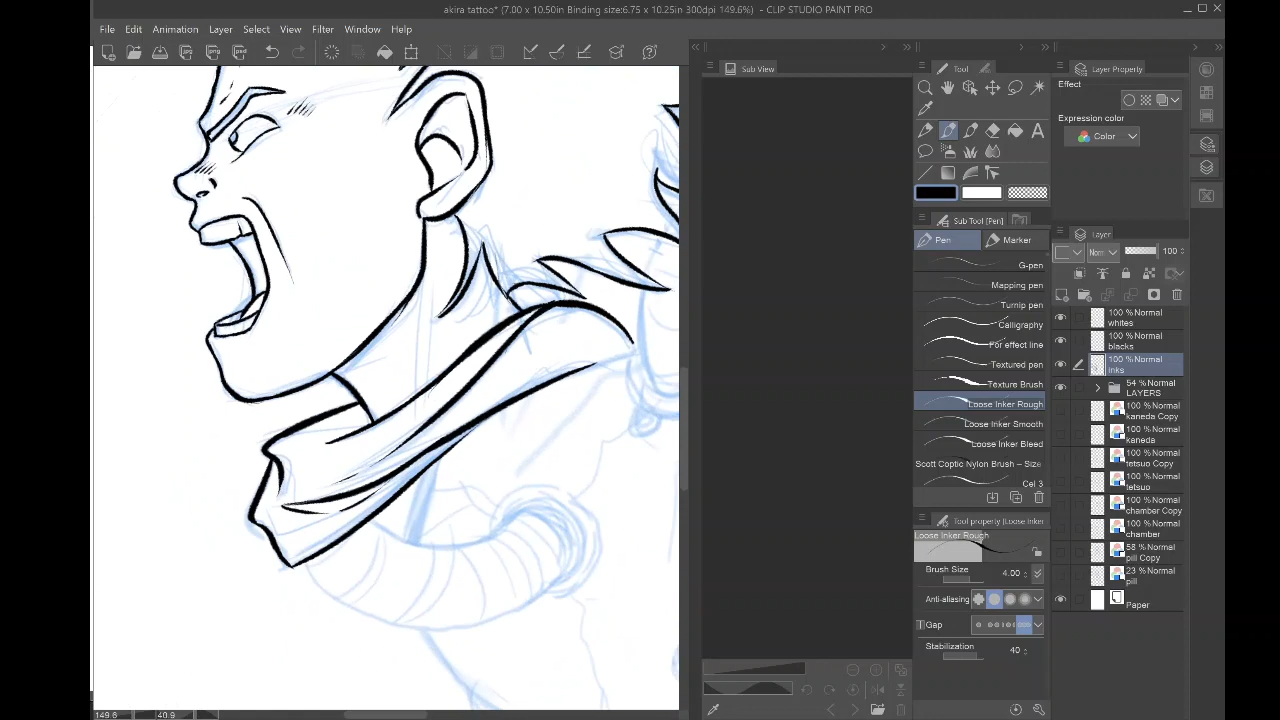 akira tattoo* (7.00 x 10.50in Binding size:6.75 x 10.25in 300dpi 149.6%) - CLIP STUDIO PAINT PRO
File Edit Animation Layer Select View Filter Window Help
Sub View
Tool
Layer Property
Effect
Expression color
Color
Sub Tool [Pen]
Pen
Marker
G-pen
Mapping pen
Turnip pen
Calligraphy
For effect line
Textured pen
Texture Brush
Loose Inker Rough
Loose Inker Smooth
Loose Inker Bleed
Scott Coptic Nylon Brush – Size
Cel 3
Tool property [Loose Inker
Loose Inker Rough
Brush Size 4.00
Anti-aliasing
Gap
Stabilization 40
Layer
Norm 100
100 %Normal
whites
100 %Normal
blacks
100 %Normal
inks
54 %Normal
LAYERS
100 %Normal
kaneda Copy
100 %Normal
kaneda
100 %Normal
tetsuo Copy
100 %Normal
tetsuo
100 %Normal
chamber Copy
100 %Normal
chamber
58 %Normal
pill Copy
23 %Normal
pill
Paper
149.6 40.9